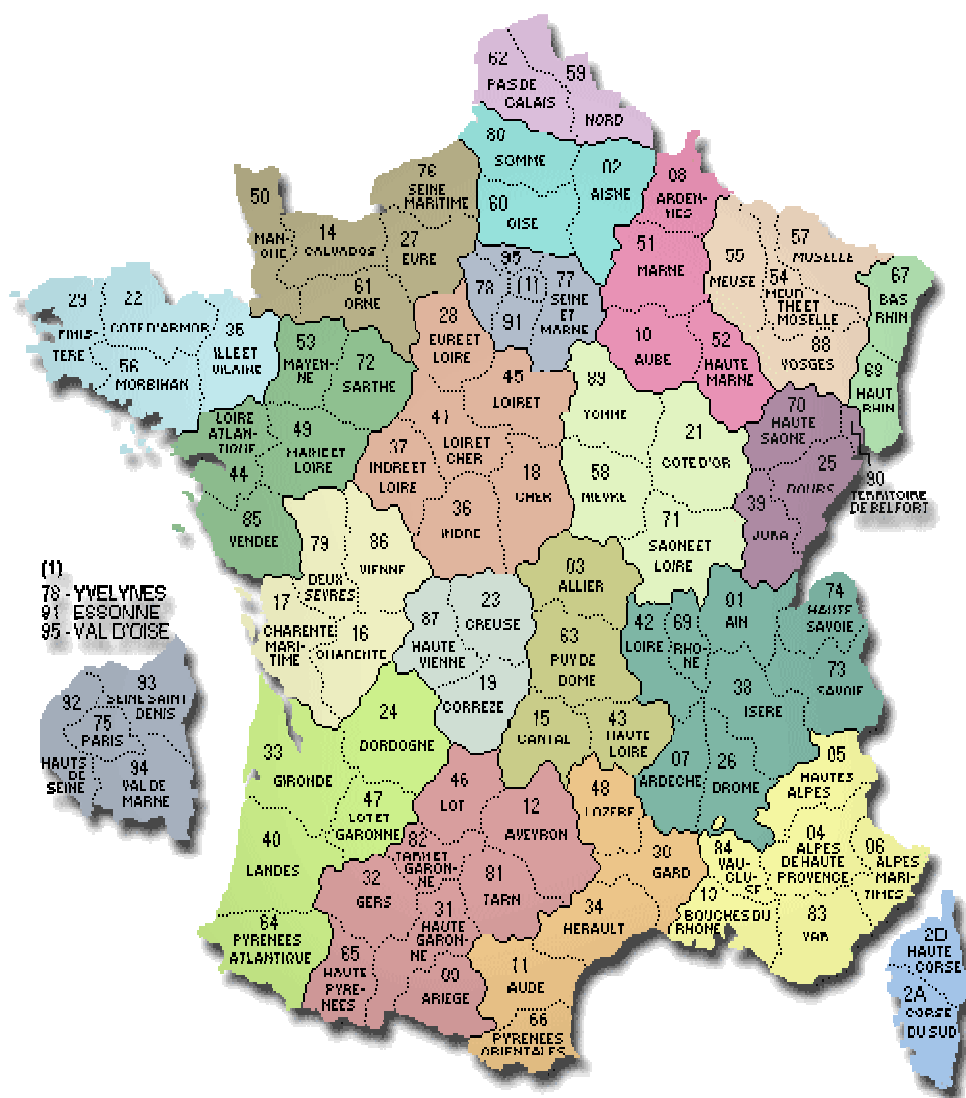 62
PAS DE
CALAIS
59
NORD
80
SOMME
02
AISNE
60
OISE
76
SEINE
MARITIME
08
ARDEN-
NES
50
MAN-
CHE
14
CALVADOS
27
EURE
61
ORNE
95
78
(1)
77
SEINE
ET
MARNE
91
51
MARNE
10
AUBE
52
HAUTE
MARNE
55
MEUSE
57
MOSELLE
54
MEUR
THE ET
MOSELLE
88
VOSGES
67
BAS
RHIN
68
HAUT
RHIN
29
FINIS-
TERE
22
COTE D'ARMOR
56
MORBIHAN
35
ILLE ET
VILAINE
53
MAYEN-
NE
72
SARTHE
LOIRE
ATLAN-
TIQUE
44
49
MAINE ET
LOIRE
85
VENDEE
28
EURE ET
LOIRE
45
LOIRET
41
LOIR ET
CHER
37
INDRE ET
LOIRE
18
CHER
36
INDRE
89
YONNE
21
COTE D'OR
58
NIEVRE
71
SAONE ET
LOIRE
70
HAUTE
SAONE
25
DOUBS
39
JURA
90
TERRITOIRE
DE BELFORT
79
DEUX
SEVRES
86
VIENNE
17
CHARENTE
MARI-
TIME
16
CHARENTE
87
HAUTE
VIENNE
23
CREUSE
19
CORREZE
03
ALLIER
63
PUY DE
DOME
15
CANTAL
43
HAUTE
LOIRE
42
LOIRE
69
RHO-
NE
01
AIN
74
HAUTE
SAVOIE
73
SAVOIE
38
ISERE
07
ARDECHE
26
DROME
(1)
78 - YVELYNES
91 - ESSONNE
95 - VAL D'OISE
92
HAUTS
DE
SEINE
93
SEINE SAINT
DENIS
75
PARIS
94
VAL DE
MARNE
33
GIRONDE
24
DORDOGNE
47
LOT ET
GARONNE
40
LANDES
64
PYRENEES
ATLANTIQUE
46
LOT
12
AVEYRON
82
TARN ET
GARON-
NE
32
GERS
81
TARN
31
HAUTE
GARON-
NE
65
HAUTE
PYRE-
NEES
09
ARIEGE
48
LOZERE
30
GARD
34
HERAULT
11
AUDE
66
PYRENEES
ORIENTALES
05
HAUTES
ALPES
04
ALPES
DE HAUTE
PROVENCE
06
ALPES
MARI-
TIMES
84
VAU-
CLU-
SE
13
BOUCHES DU
RHONE
83
VAR
2B
HAUTE
CORSE
2A
CORSE
DU SUD